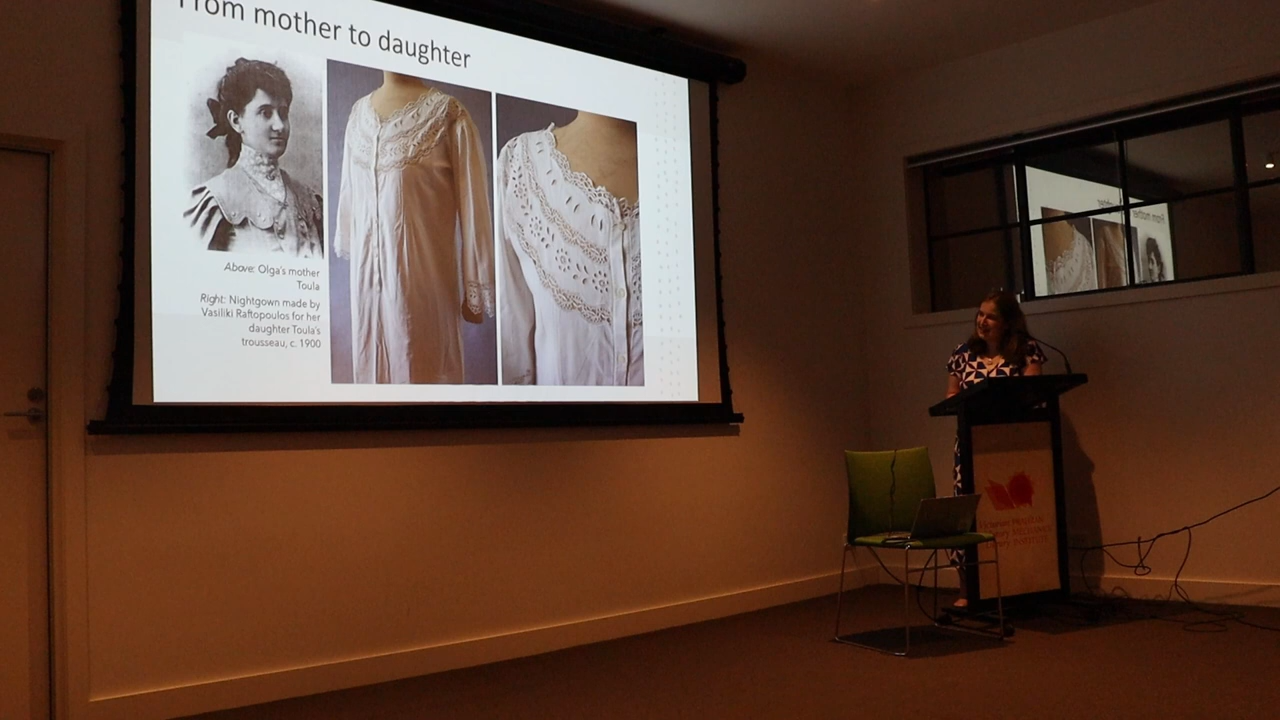 From mother to daughter
Above: Olga's mother
Toula
Right: Nightgown made by
Vasiliki Raftopoulos for her
daughter Toula's
trousseau, c. 1900